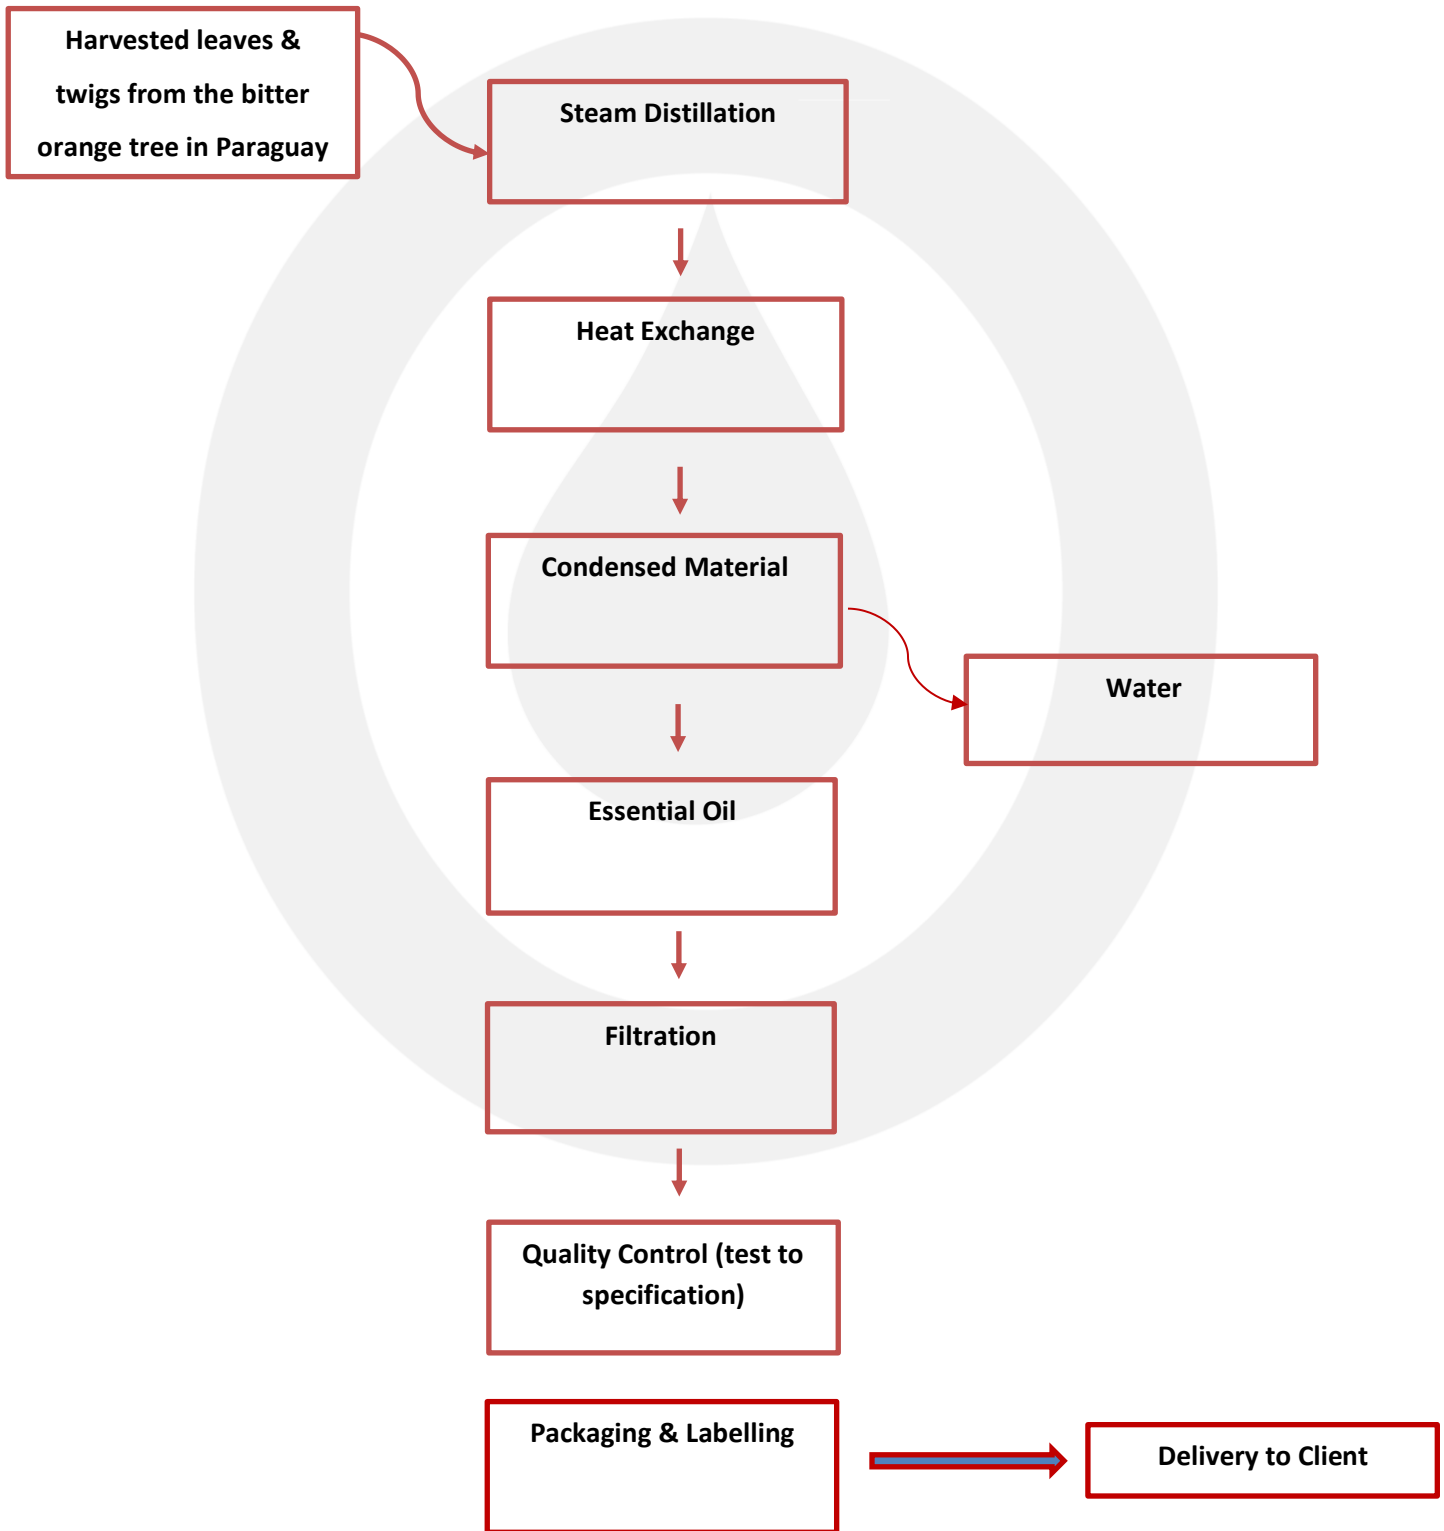 Harvested leaves &
twigs from the bitter
orange tree in Paraguay
Steam Distillation
Heat Exchange
Condensed Material
Water
Essential Oil
Filtration
Quality Control (test to
specification)
Packaging & Labelling
Delivery to Client